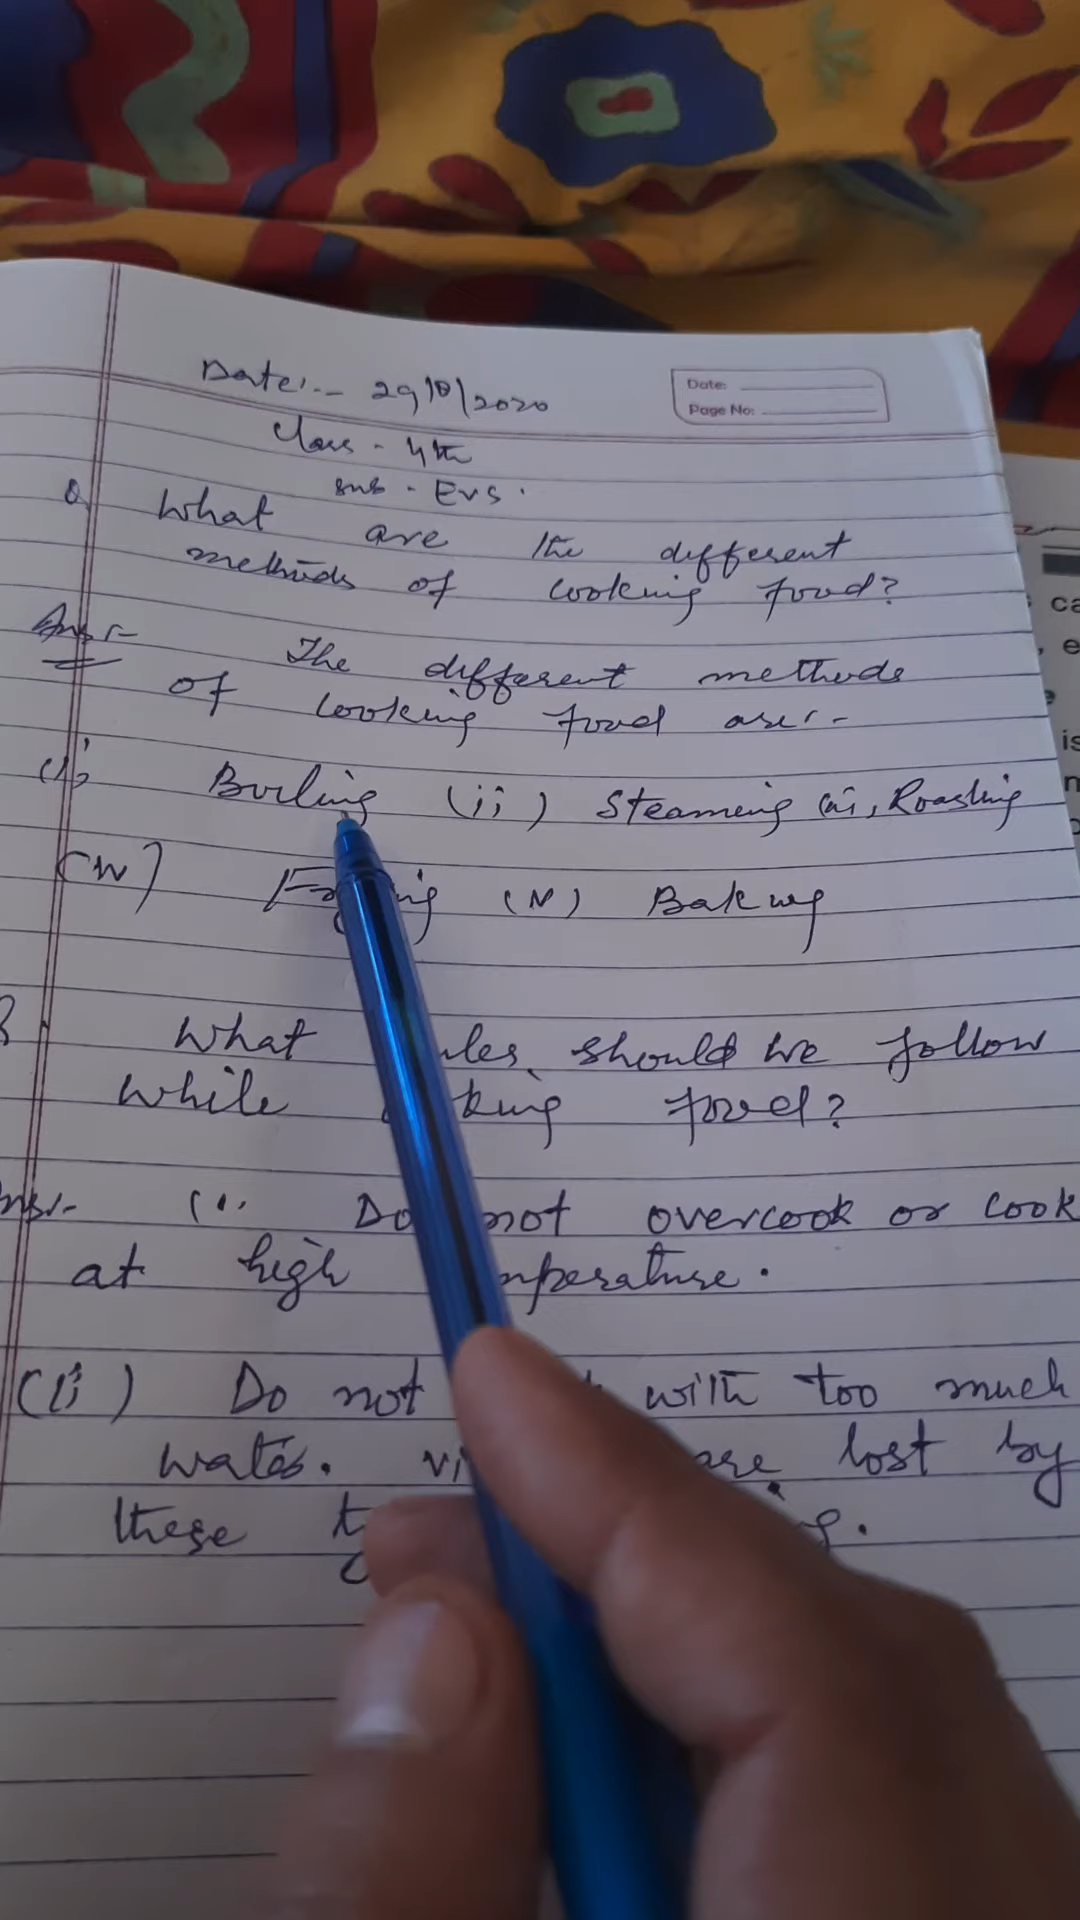 Date:- 29/8/2020
Date:
Page No:
Class - 4th
Sub - EVS.
Q What are the different
methods of cooking food?
Ans:- The different methods
of cooking food are:-
(i) Boiling (ii) Steaming (iii) Roasting
(iv) Frying (v) Baking
What should we follow
while food?
Ans:- (i. Do not overcook or cook
at high
(ii) Do not with too much
water. are lost by
these